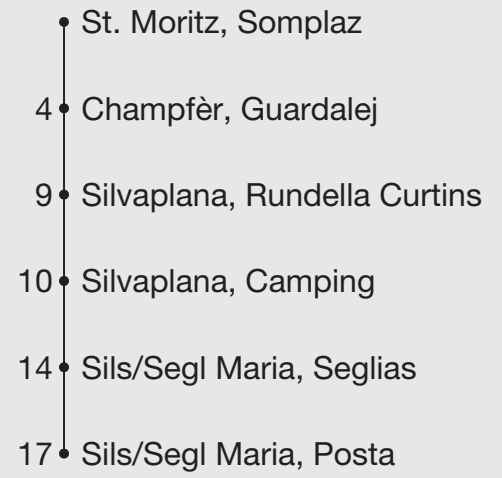 St. Moritz, Somplaz
4 Champfèr, Guardalej
9 Silvaplana, Rundella Curtins
10 Silvaplana, Camping
14 Sils/Segl Maria, Seglias
17 Sils/Segl Maria, Posta